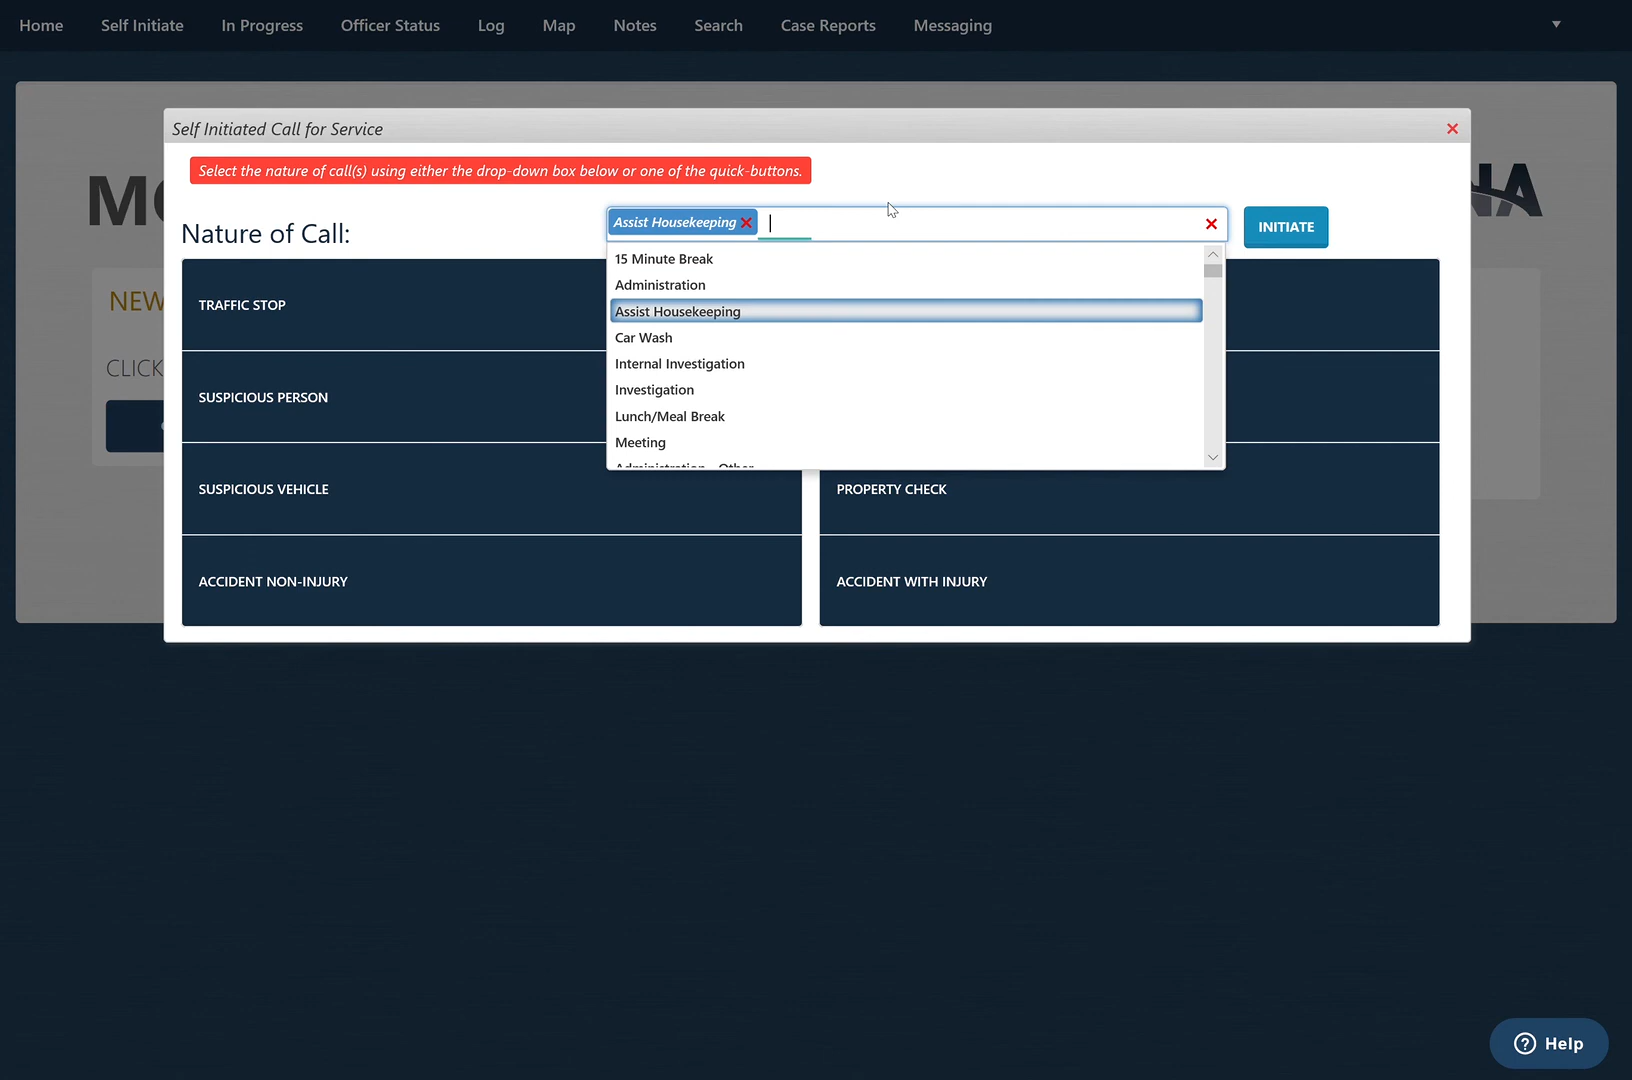 Home Self Initiate In Progress Officer Status Log Map Notes Search Case Reports Messaging
Self Initiated Call for Service
Select the nature of call(s) using either the drop-down box below or one of the quick-buttons.
Nature of Call:
Assist Housekeeping
INITIATE
15 Minute Break
Administration
Assist Housekeeping
Car Wash
Internal Investigation
Investigation
Lunch/Meal Break
Meeting
Administration - Other
TRAFFIC STOP
SUSPICIOUS PERSON
SUSPICIOUS VEHICLE
PROPERTY CHECK
ACCIDENT NON-INJURY
ACCIDENT WITH INJURY
NEW
CLICK
Help